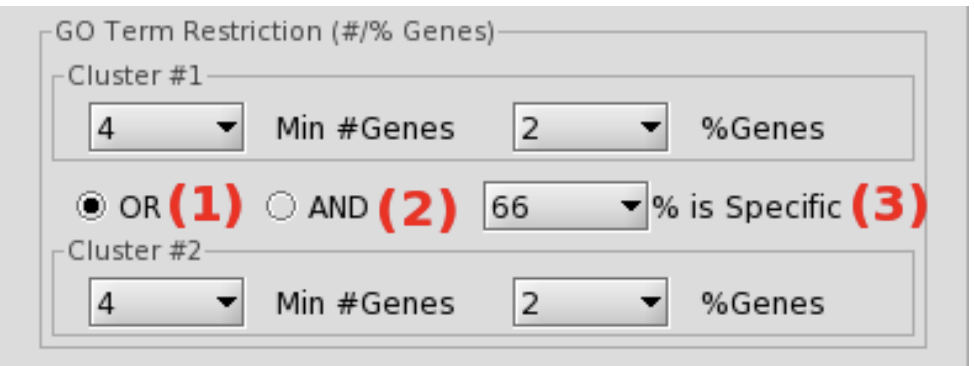 GO Term Restriction (#/% Genes)
Cluster #1
4 Min #Genes 2 %Genes
OR (1) AND (2) 66 % is Specific (3)
Cluster #2
4 Min #Genes 2 %Genes